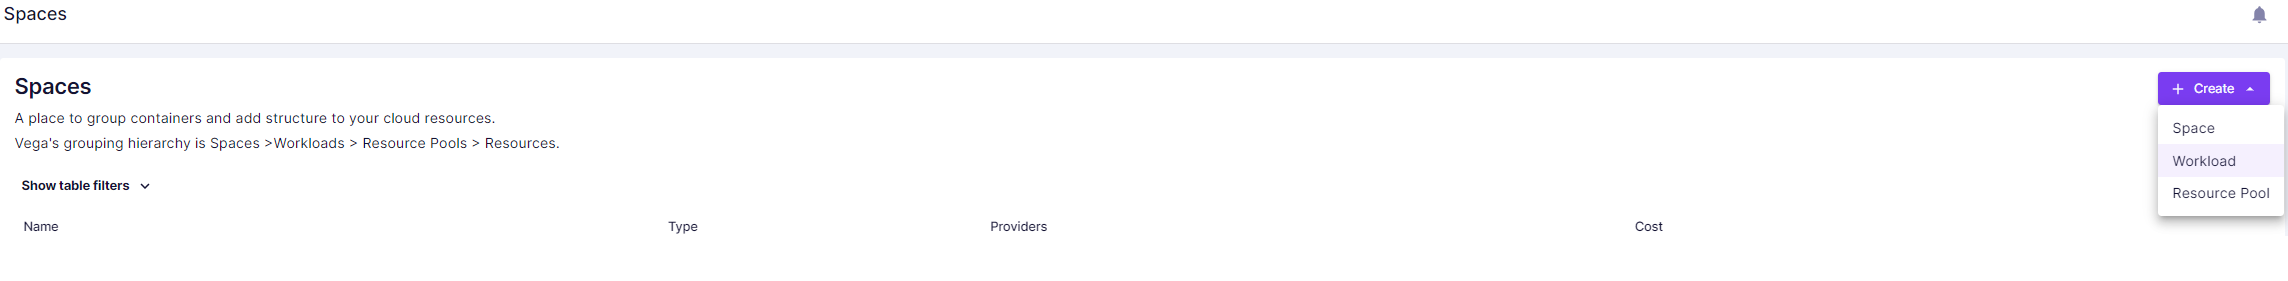 Spaces
Spaces
+ Create
A place to group containers and add structure to your cloud resources.
Space
Vega's grouping hierarchy is Spaces >Workloads > Resource Pools > Resources.
Workload
Show table filters
Resource Pool
Name Type Providers Cost